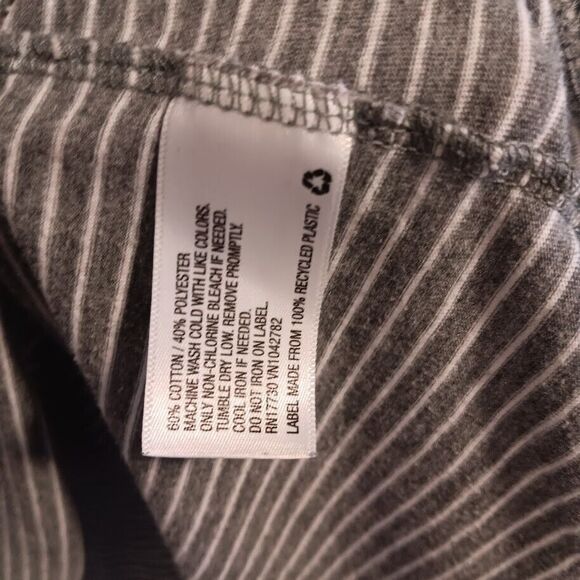 60% COTTON / 40% POLYESTER
MACHINE WASH COLD WITH LIKE COLORS.
ONLY NON-CHLORINE BLEACH IF NEEDED.
TUMBLE DRY LOW. REMOVE PROMPTLY.
COOL IRON IF NEEDED.
DO NOT IRON ON LABEL.
RN17730 VN1042782
LABEL MADE FROM 100% RECYCLED PLASTIC